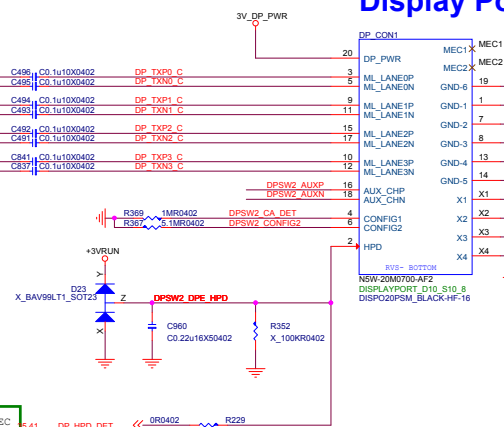 Display Po
3V_DP_PWR
DP_CON1
20 DP_PWR MEC1 MEC1
MEC2 MEC2
C496 C0.1u10X0402 DP_TXP0_C 3 ML_LANE0P GND-6 19
C495 C0.1u10X0402 DP_TXN0_C 5 ML_LANE0N
C494 C0.1u10X0402 DP_TXP1_C 9 ML_LANE1P GND-1 1
C493 C0.1u10X0402 DP_TXN1_C 11 ML_LANE1N
GND-2 7
C492 C0.1u10X0402 DP_TXP2_C 15 ML_LANE2P
C491 C0.1u10X0402 DP_TXN2_C 17 ML_LANE2N GND-3 8
C841 C0.1u10X0402 DP_TXP3_C 10 ML_LANE3P GND-4 13
C837 C0.1u10X0402 DP_TXN3_C 12 ML_LANE3N
GND-5 14
DPSW2_AUXP 16 AUX_CHP
DPSW2_AUXN 18 AUX_CHN X1 X1
R369 1MR0402 DPSW2_CA_DET 4 CONFIG1 X2 X2
R367 5.1MR0402 DPSW2_CONFIG2 6 CONFIG2
X3 X3
2 HPD
X4 X4
RVS- BOTTOM
N5W-20M0700-AF2
DISPLAYPORT_D10_S10_8
DISPO20PSM_BLACK-HF-16
+3VRUN
D23
X_BAV99LT1_SOT23
Y
Z
X
DPSW2_DPE_HPD
C960
C0.22u16X50402
R352
X_100KR0402
EC
35,41 DP_HPD_DET 0R0402 R229